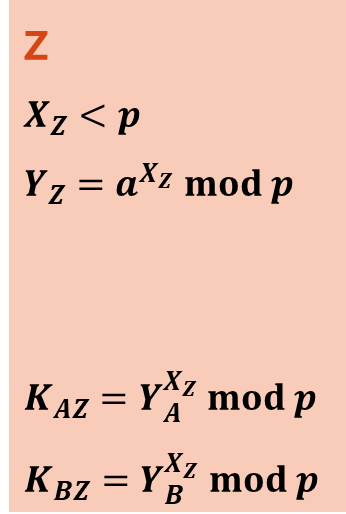 Z
X_Z < p
Y_Z = a^{X_Z} mod p
K_{AZ} = Y_A^{X_Z} mod p
K_{BZ} = Y_B^{X_Z} mod p